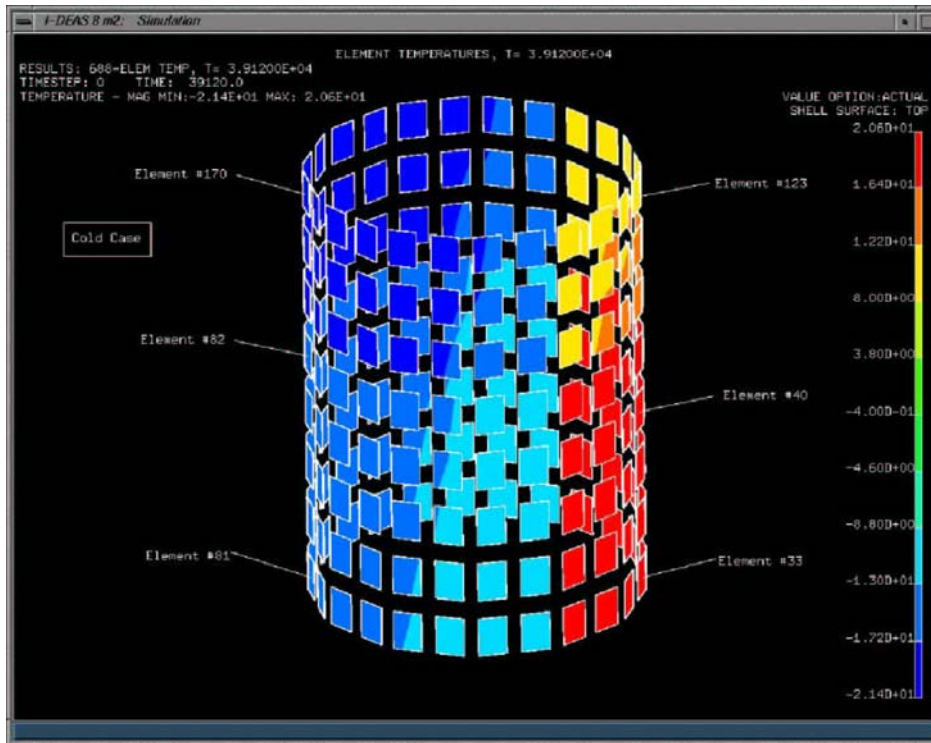 I-DEAS 8 m2: Simulation
ELEMENT TEMPERATURES, T= 3.91200E+04
RESULTS: 688-ELEM TEMP, T= 3.91200E+04
TIMESTEP: 0 TIME: 39120.0
TEMPERATURE - MAG MIN:-2.14E+01 MAX: 2.06E+01
VALUE OPTION:ACTUAL
SHELL SURFACE: TOP
2.06D+01
Element #170
Element #123
1.64D+01
Cold Case
1.22D+01
8.00D+00
Element #82
3.80D+00
Element #40
-4.00D-01
-4.60D+00
-8.80D+00
Element #81
Element #33
-1.30D+01
-1.72D+01
-2.14D+01